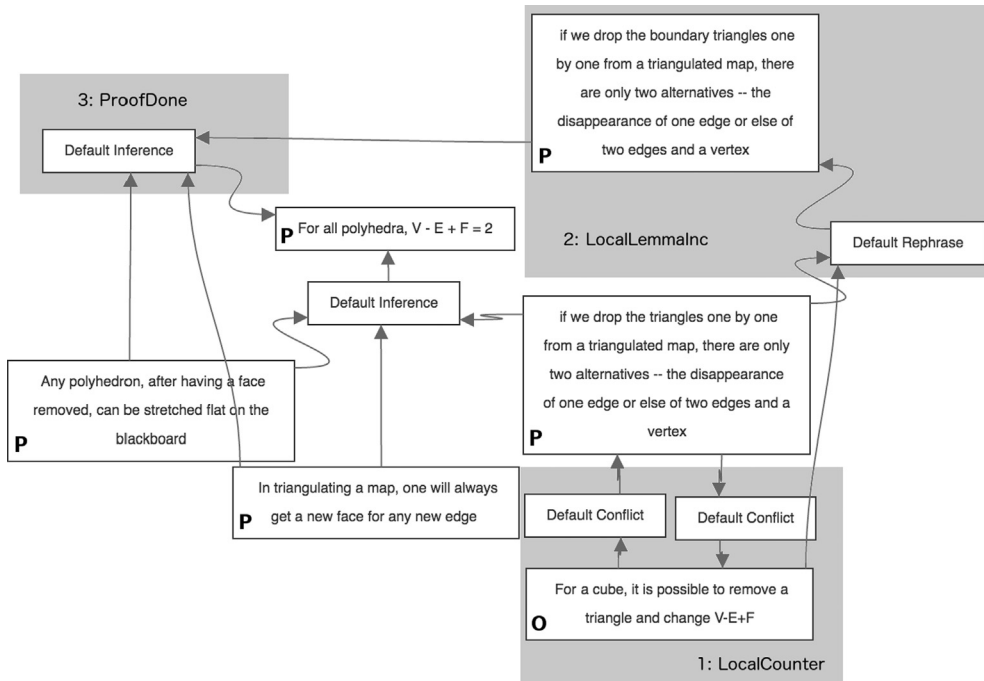 if we drop the boundary triangles one
by one from a triangulated map, there
are only two alternatives -- the
disappearance of one edge or else of
two edges and a vertex
P
3: ProofDone
Default Inference
P For all polyhedra, V - E + F = 2
2: LocalLemmaInc
Default Rephrase
Default Inference
if we drop the triangles one by one
from a triangulated map, there are only
two alternatives -- the disappearance
of one edge or else of two edges and a
vertex
P
Any polyhedron, after having a face
removed, can be stretched flat on the
blackboard
P
In triangulating a map, one will always
get a new face for any new edge
P
Default Conflict
Default Conflict
For a cube, it is possible to remove a
triangle and change V-E+F
O
1: LocalCounter